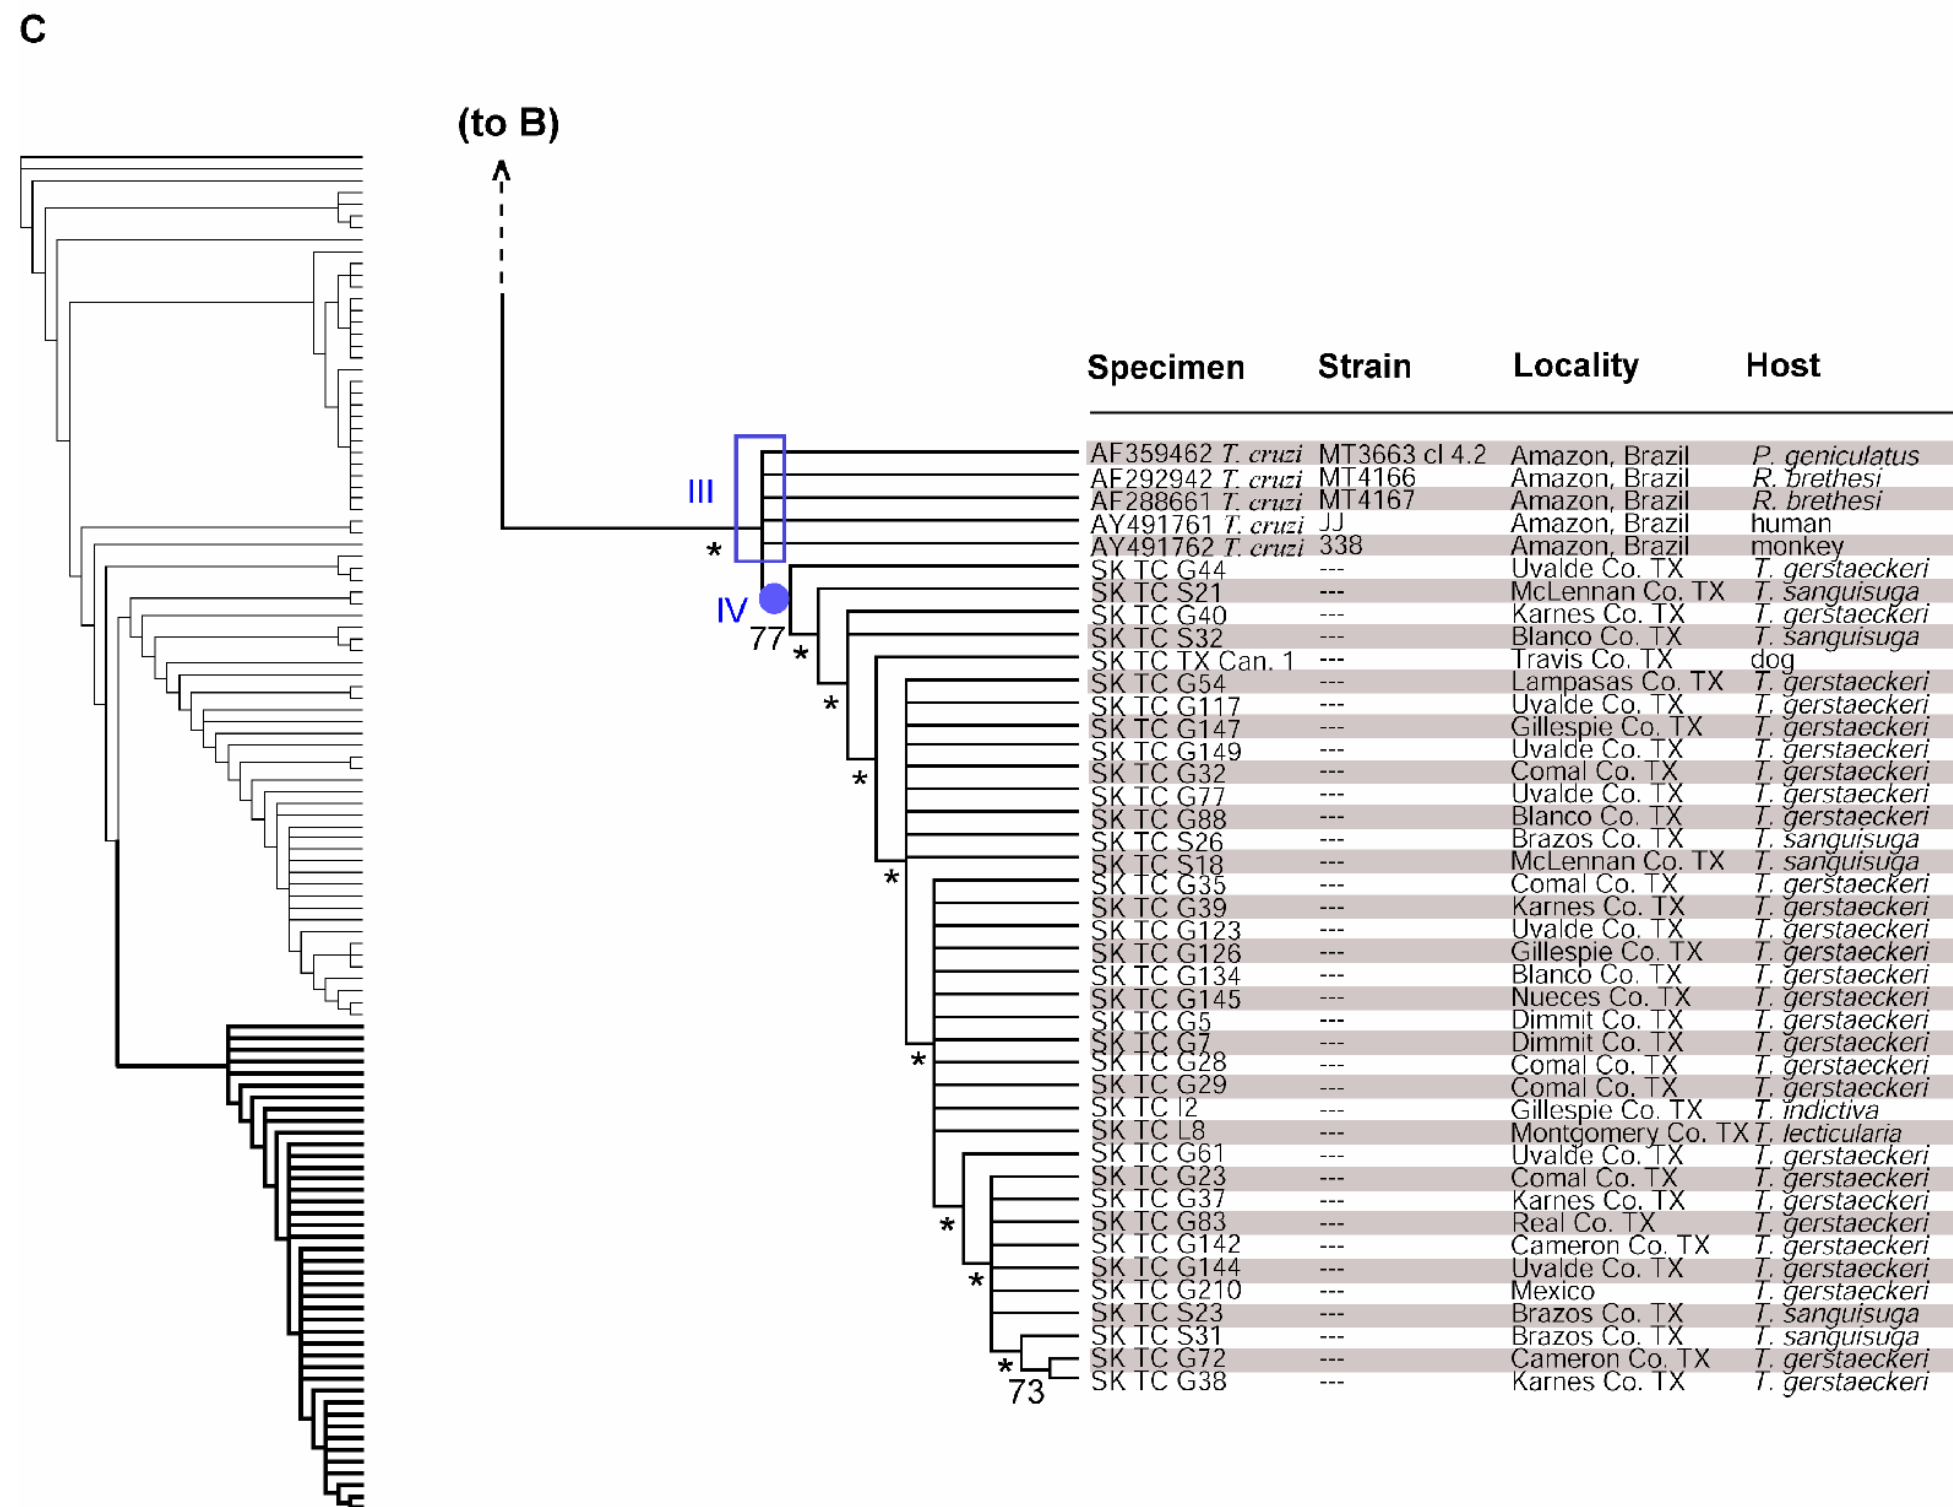 C
(to B)
Specimen Strain Locality Host
AF359462 T. cruzi MT3663 cl 4.2 Amazon, Brazil P. geniculatus
AF292942 T. cruzi MT4166 Amazon, Brazil R. brethesi
III
AF288661 T. cruzi MT4167 Amazon, Brazil R. brethesi
AY491761 T. cruzi JJ Amazon, Brazil human
* AY491762 T. cruzi 338 Amazon, Brazil monkey
SK TC G44 --- Uvalde Co. TX T. gerstaeckeri
SK TC S21 --- McLennan Co. TX T. sanguisuga
IV
SK TC G40 --- Karnes Co. TX T. gerstaeckeri
77
SK TC S32 --- Blanco Co. TX T. sanguisuga
* SK TC TX Can. 1 --- Travis Co. TX dog
SK TC G54 --- Lampasas Co. TX T. gerstaeckeri
* SK TC G117 --- Uvalde Co. TX T. gerstaeckeri
SK TC G147 --- Gillespie Co. TX T. gerstaeckeri
SK TC G149 --- Uvalde Co. TX T. gerstaeckeri
* SK TC G32 --- Comal Co. TX T. gerstaeckeri
SK TC G77 --- Uvalde Co. TX T. gerstaeckeri
SK TC G88 --- Blanco Co. TX T. gerstaeckeri
SK TC S26 --- Brazos Co. TX T. sanguisuga
SK TC S18 --- McLennan Co. TX T. sanguisuga
* SK TC G35 --- Comal Co. TX T. gerstaeckeri
SK TC G39 --- Karnes Co. TX T. gerstaeckeri
SK TC G123 --- Uvalde Co. TX T. gerstaeckeri
SK TC G126 --- Gillespie Co. TX T. gerstaeckeri
SK TC G134 --- Blanco Co. TX T. gerstaeckeri
SK TC G145 --- Nueces Co. TX T. gerstaeckeri
SK TC G5 --- Dimmit Co. TX T. gerstaeckeri
SK TC G7 --- Dimmit Co. TX T. gerstaeckeri
* SK TC G28 --- Comal Co. TX T. gerstaeckeri
SK TC G29 --- Comal Co. TX T. gerstaeckeri
SK TC I2 --- Gillespie Co. TX T. indictiva
SK TC L8 --- Montgomery Co. TX T. lecticularia
SK TC G61 --- Uvalde Co. TX T. gerstaeckeri
SK TC G23 --- Comal Co. TX T. gerstaeckeri
SK TC G37 --- Karnes Co. TX T. gerstaeckeri
* SK TC G83 --- Real Co. TX T. gerstaeckeri
SK TC G142 --- Cameron Co. TX T. gerstaeckeri
* SK TC G144 --- Uvalde Co. TX T. gerstaeckeri
SK TC G210 --- Mexico T. gerstaeckeri
SK TC S23 --- Brazos Co. TX T. sanguisuga
SK TC S31 --- Brazos Co. TX T. sanguisuga
* SK TC G72 --- Cameron Co. TX T. gerstaeckeri
73 SK TC G38 --- Karnes Co. TX T. gerstaeckeri